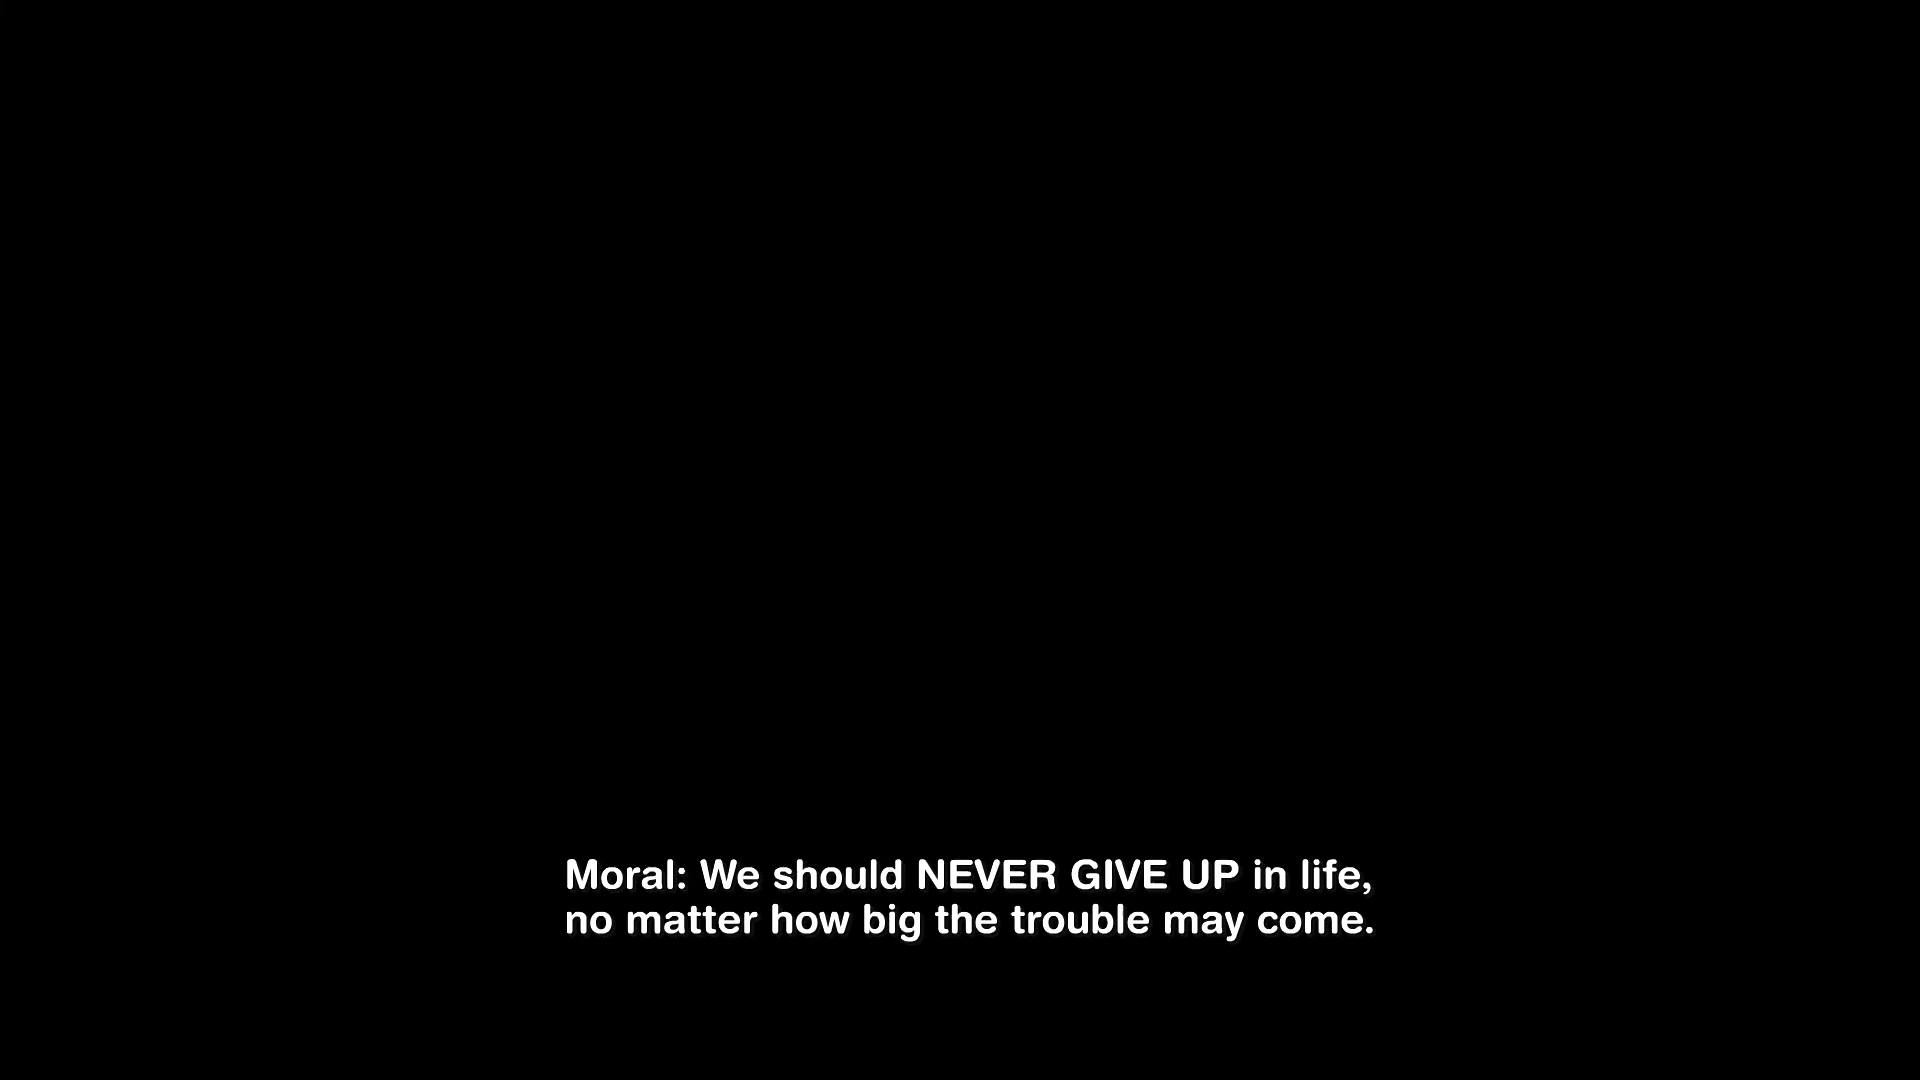 Moral: We should NEVER GIVE UP in life,
no matter how big the trouble may come.